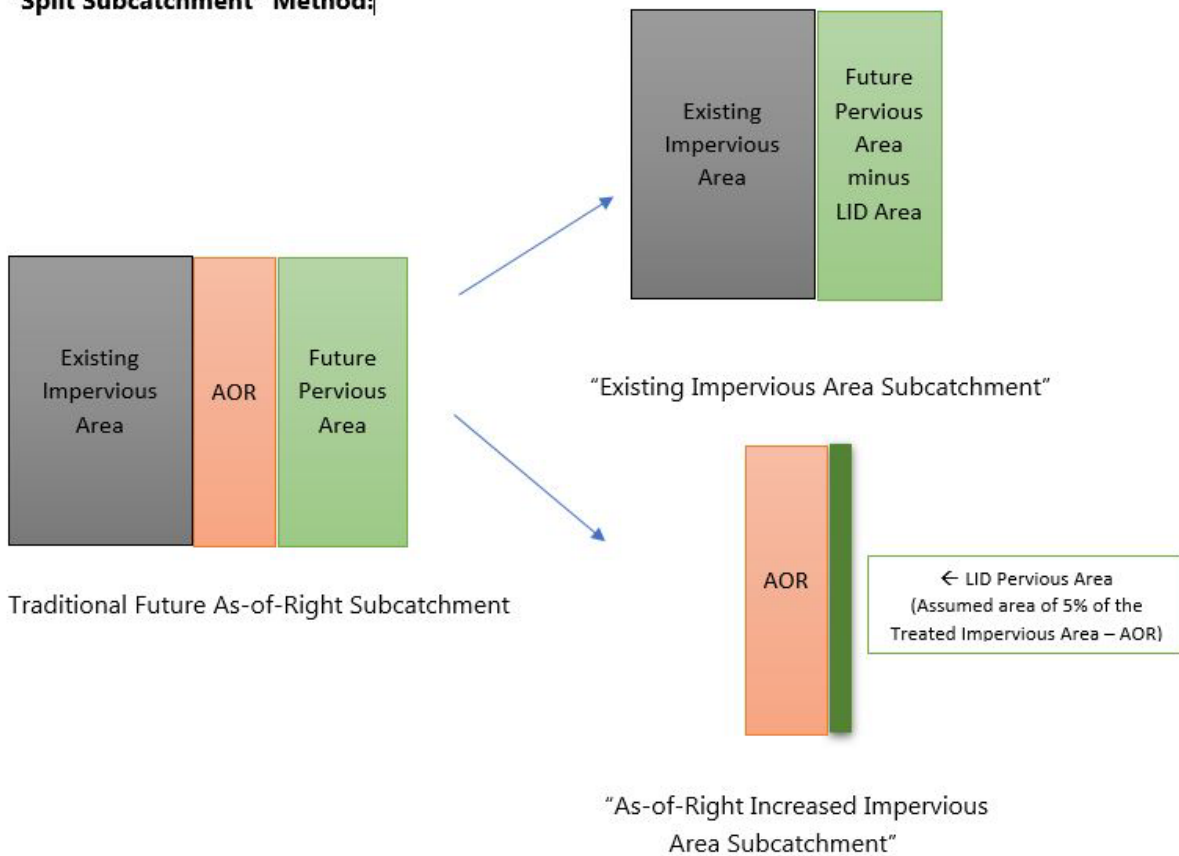 "Split Subcatchment" Method:
Existing
Impervious
Area
AOR
Future
Pervious
Area
Traditional Future As-of-Right Subcatchment
Existing
Impervious
Area
Future
Pervious
Area
minus
LID Area
"Existing Impervious Area Subcatchment"
AOR
← LID Pervious Area
(Assumed area of 5% of the
Treated Impervious Area – AOR)
"As-of-Right Increased Impervious
Area Subcatchment"